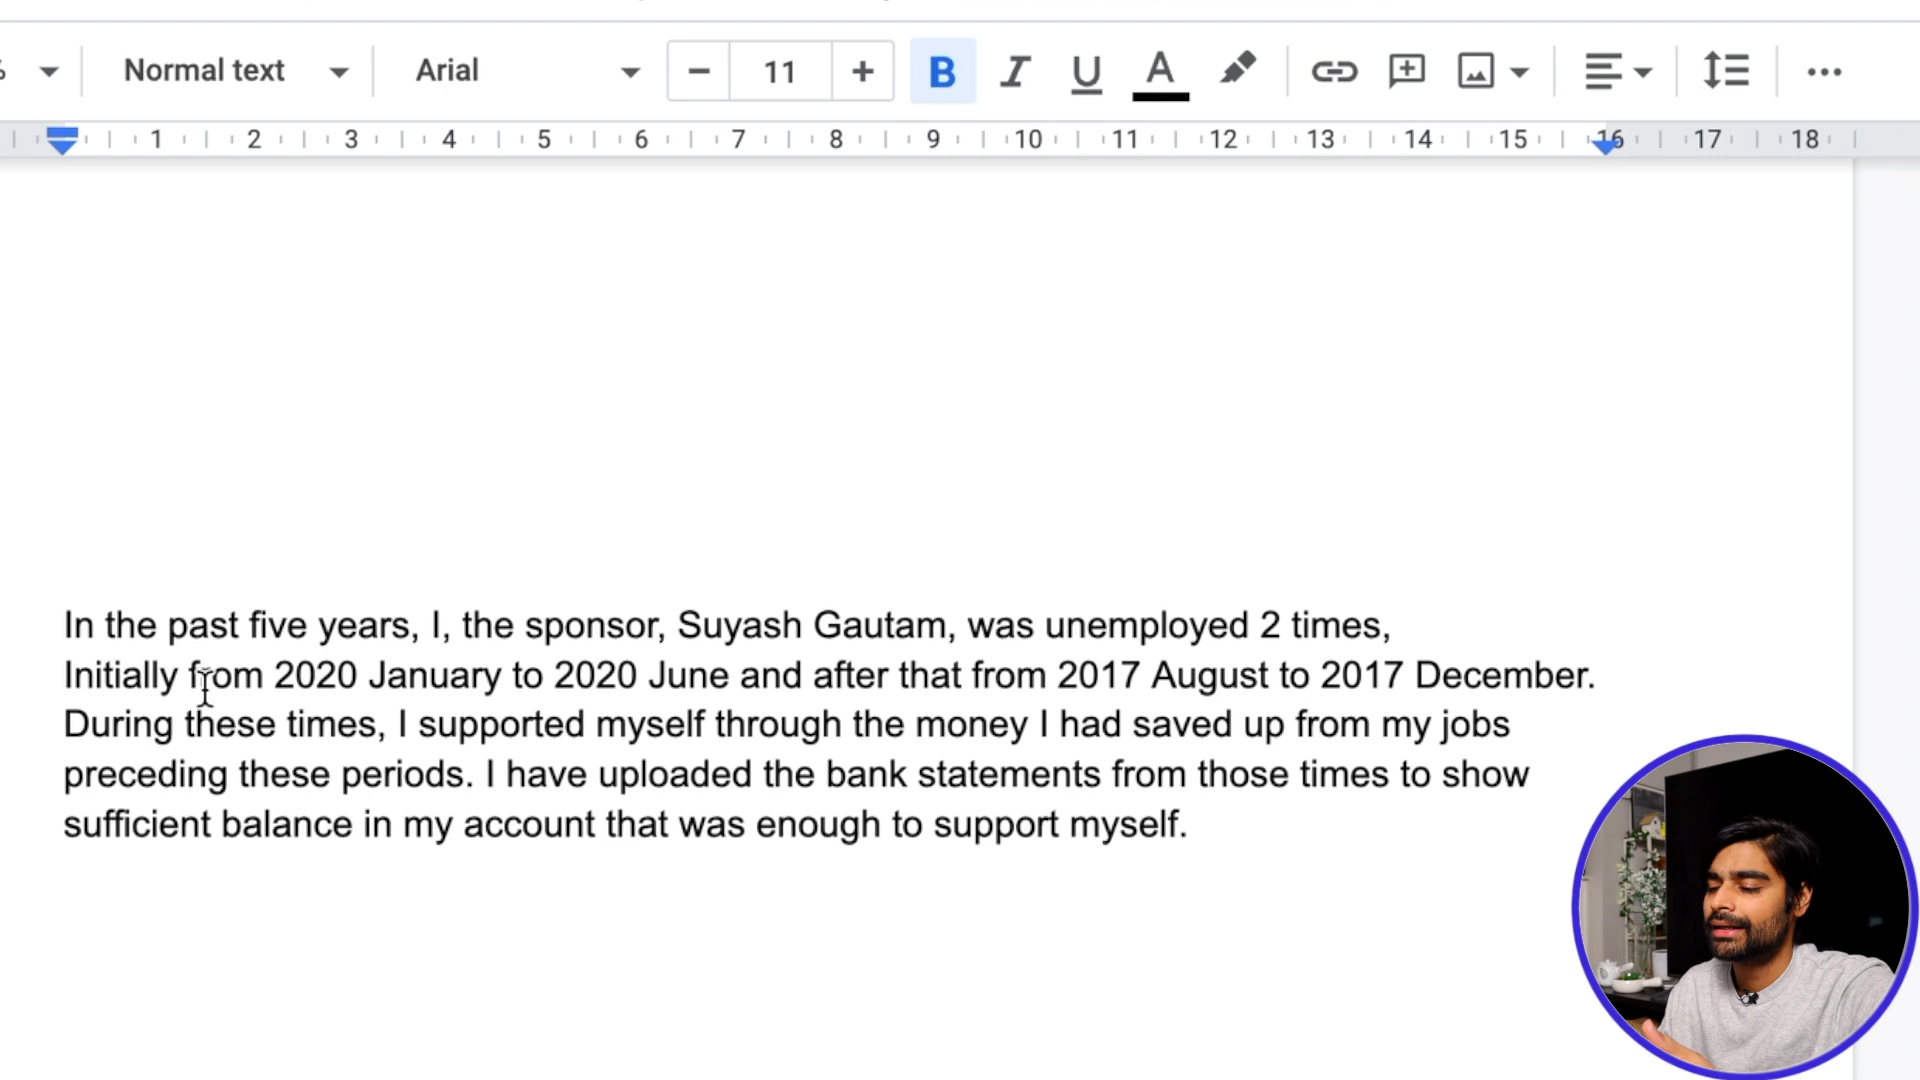 Normal text Arial 11 B I U A
1 2 3 4 5 6 7 8 9 10 11 12 13 14 15 16 17 18
In the past five years, I, the sponsor, Suyash Gautam, was unemployed 2 times,
Initially from 2020 January to 2020 June and after that from 2017 August to 2017 December.
During these times, I supported myself through the money I had saved up from my jobs
preceding these periods. I have uploaded the bank statements from those times to show
sufficient balance in my account that was enough to support myself.